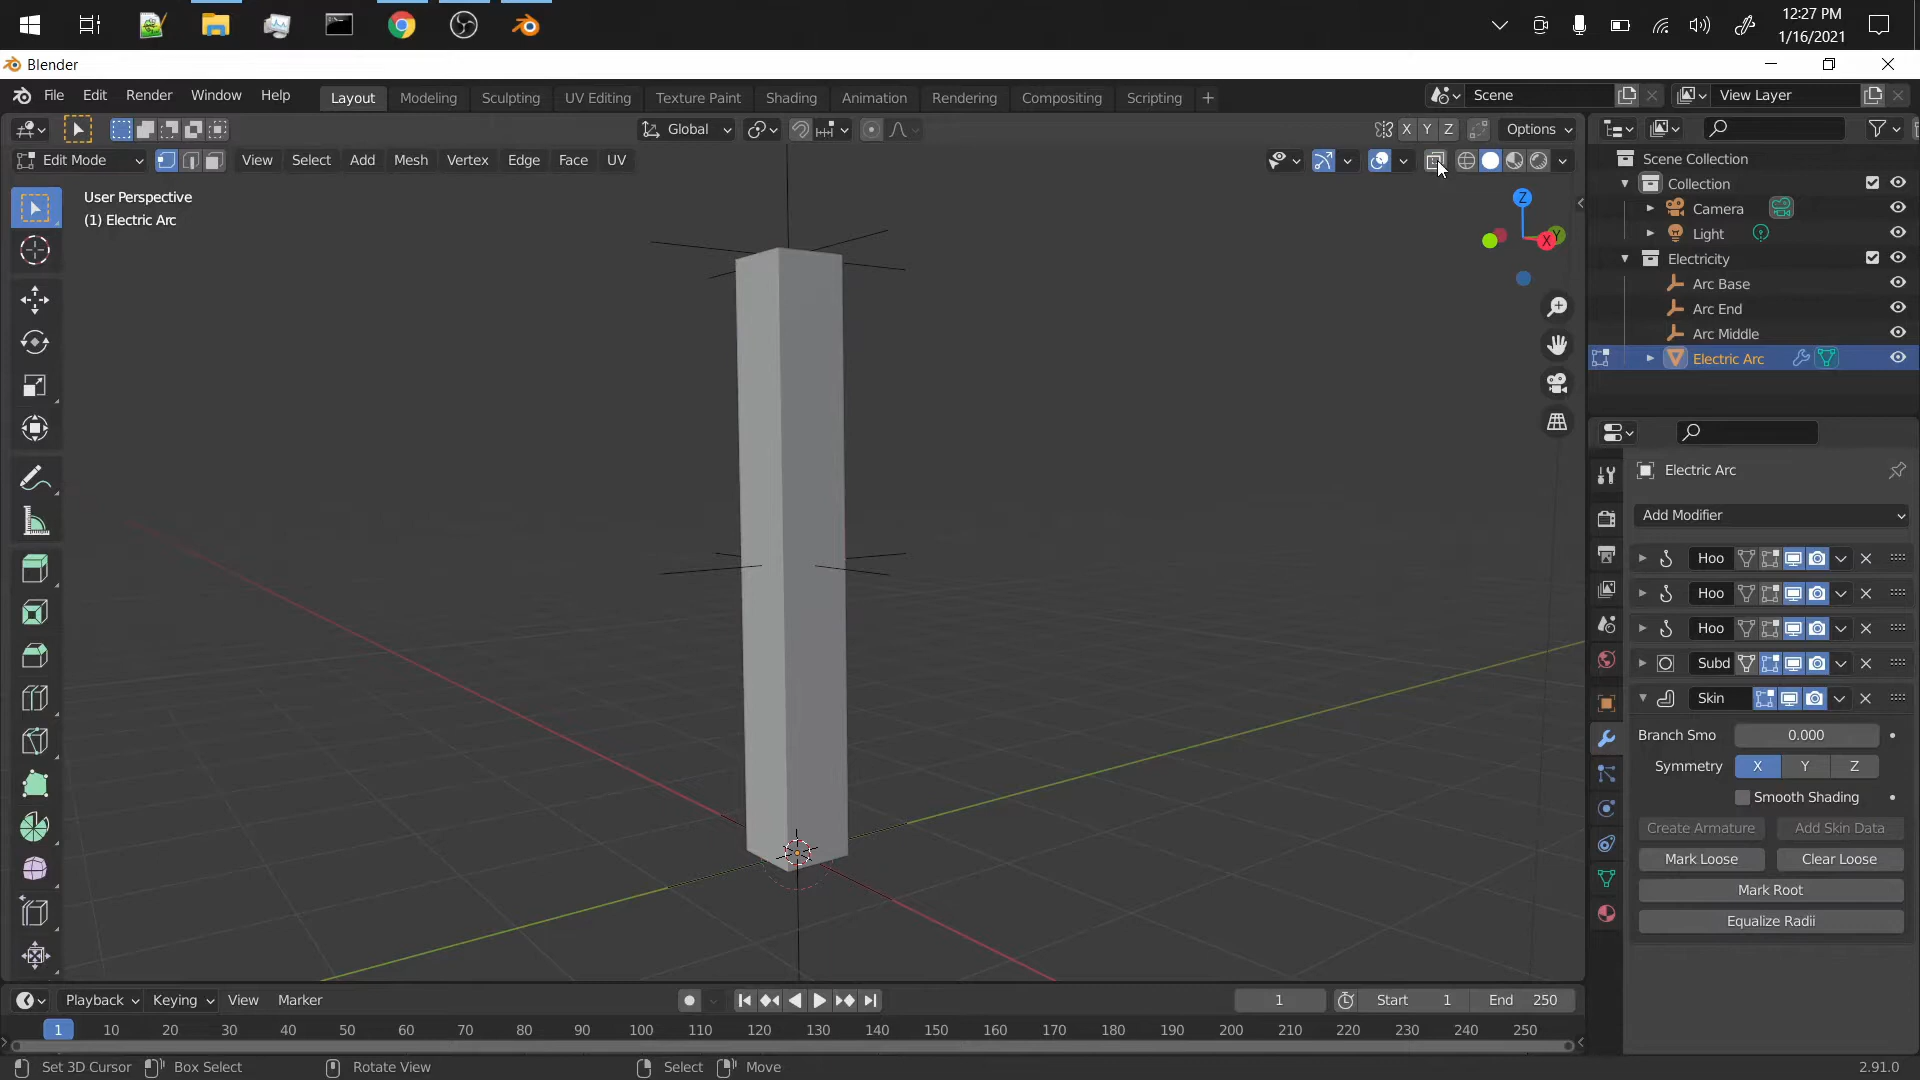 12:27 PM
1/16/2021
Blender
File Edit Render Window Help
Layout Modeling Sculpting UV Editing Texture Paint Shading Animation Rendering Compositing Scripting +
Scene
View Layer
Global
X Y Z
Options
Edit Mode
View Select Add Mesh Vertex Edge Face UV
User Perspective
(1) Electric Arc
Z
Y
X
Scene Collection
Collection
Camera
Light
Electricity
Arc Base
Arc End
Arc Middle
Electric Arc
Electric Arc
Add Modifier
Hoo
Hoo
Hoo
Subd
Skin
Branch Smo 0.000
Symmetry X Y Z
Smooth Shading
Create Armature Add Skin Data
Mark Loose Clear Loose
Mark Root
Equalize Radii
Playback Keying View Marker
1
Start 1
End 250
1 10 20 30 40 50 60 70 80 90 100 110 120 130 140 150 160 170 180 190 200 210 220 230 240 250
Set 3D Cursor Box Select Rotate View Select Move
2.91.0